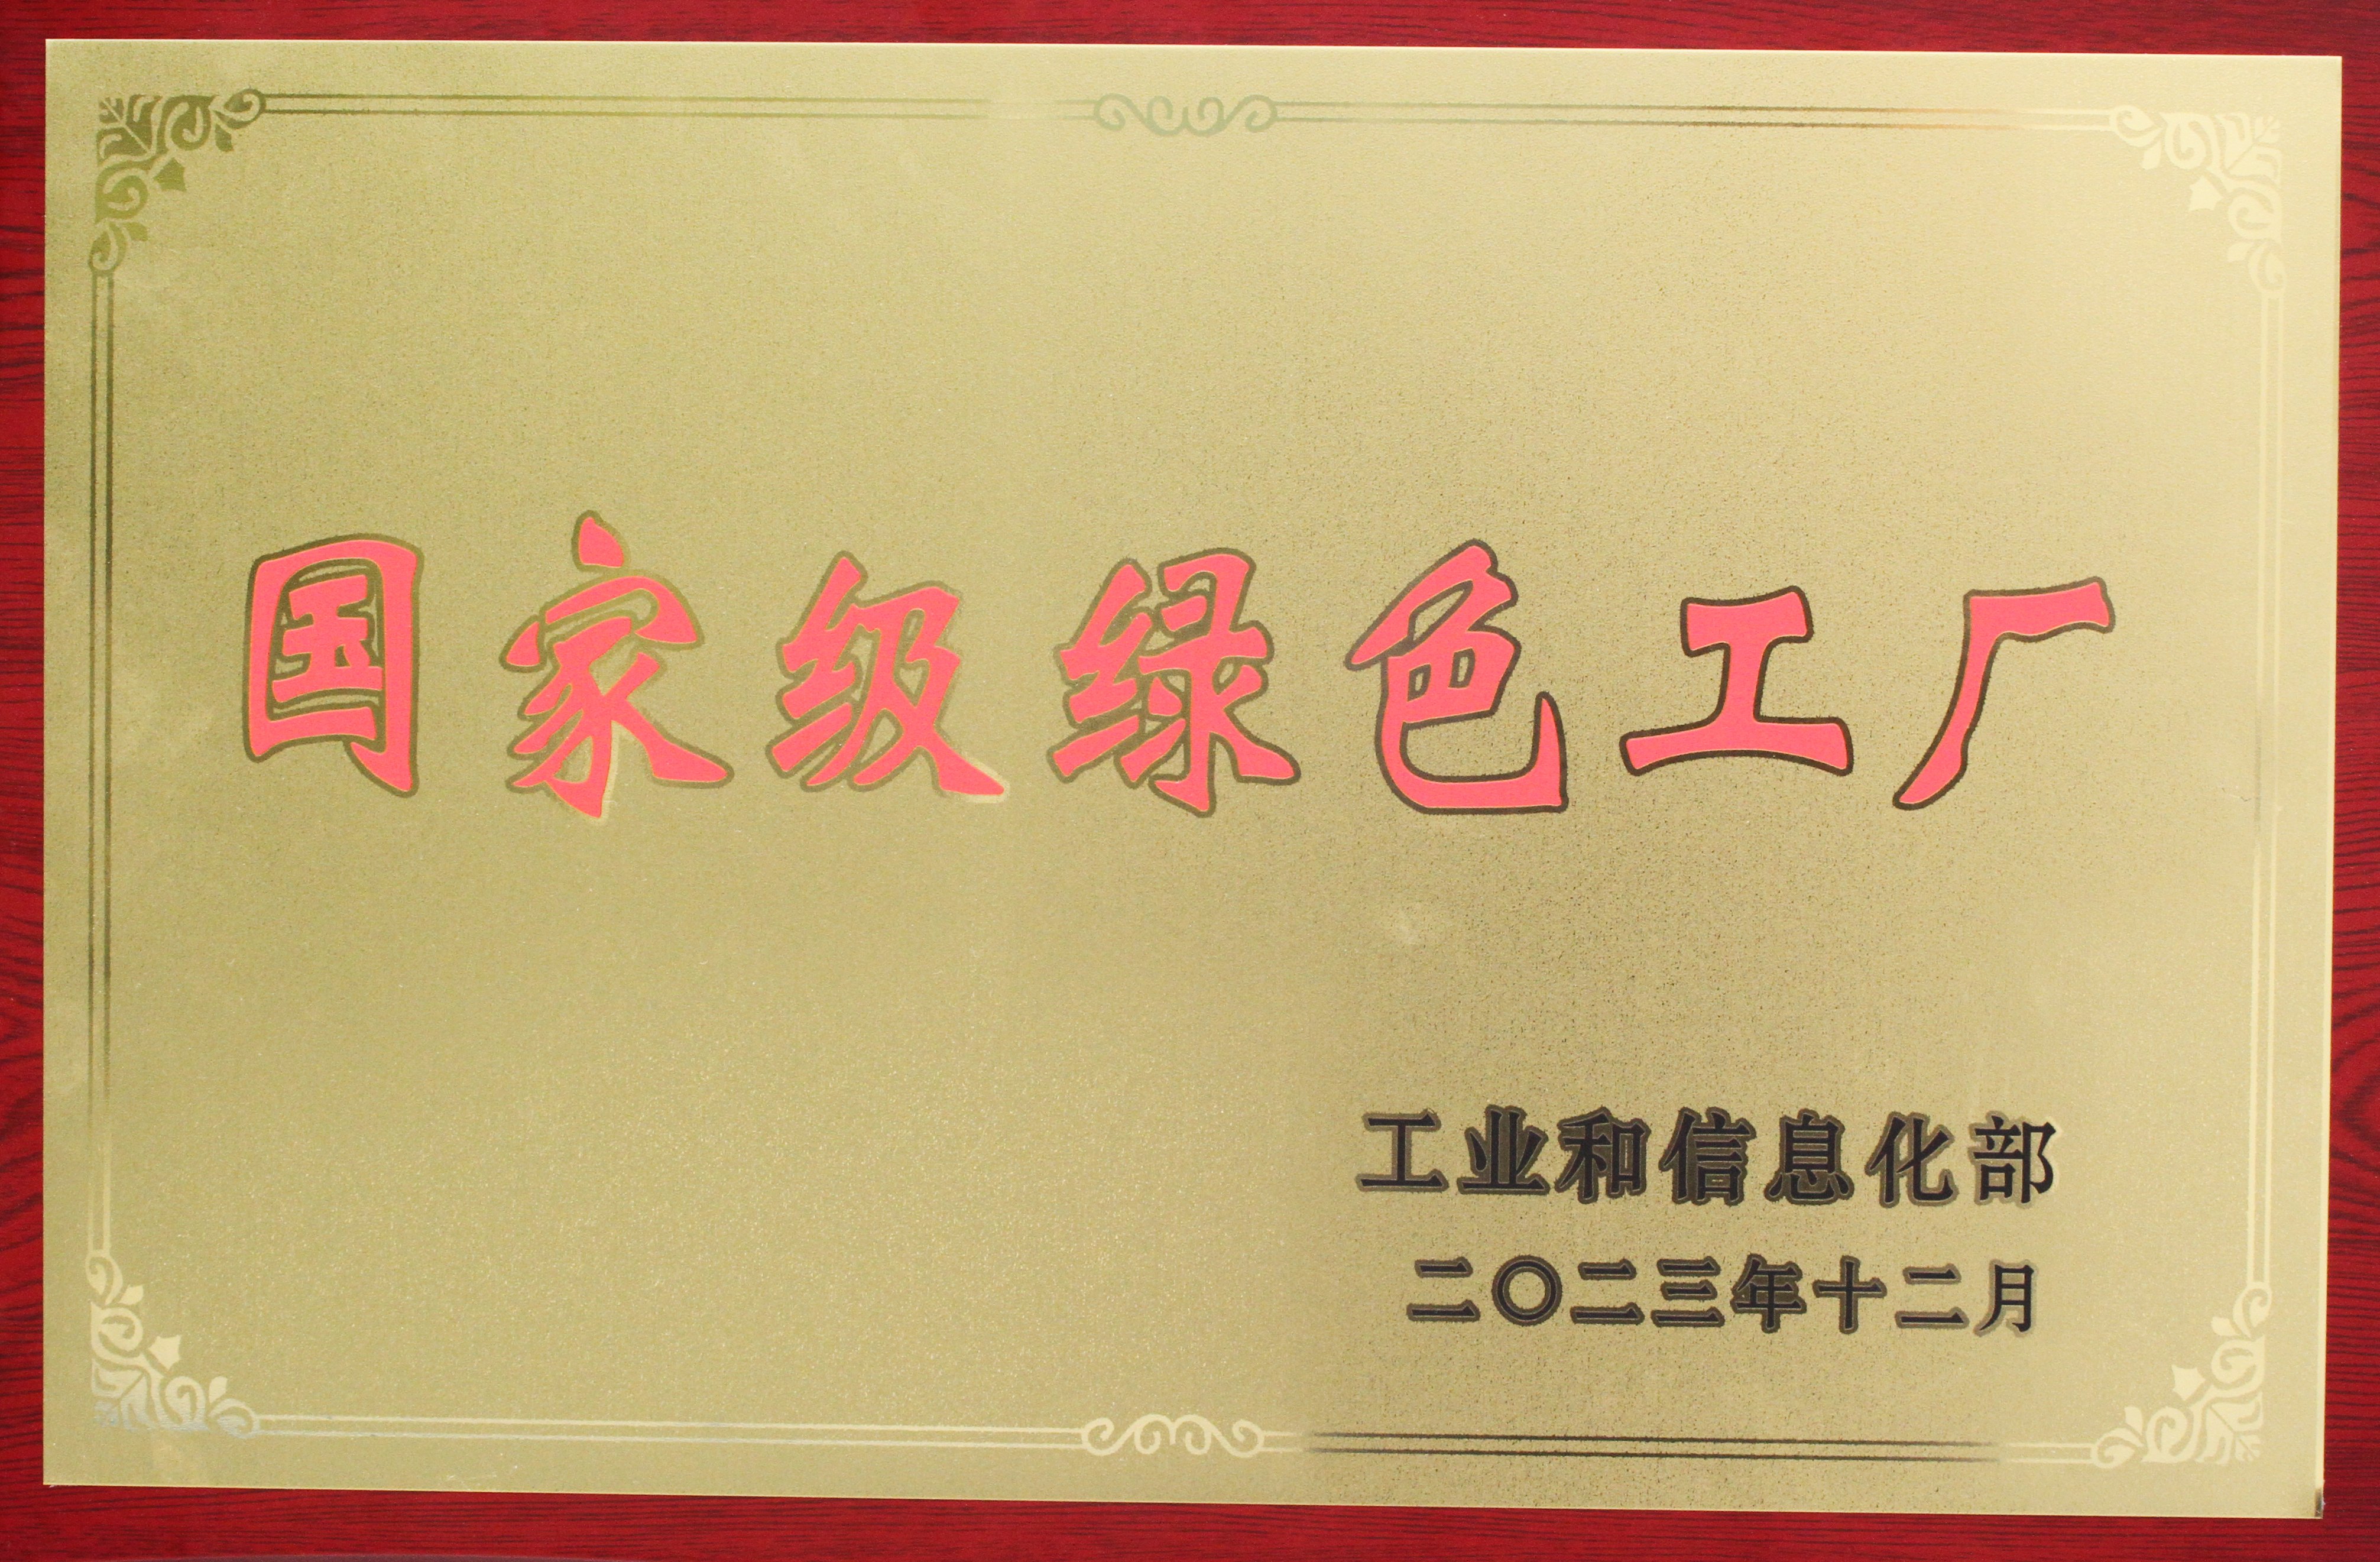 国家级绿色工厂
工业和信息化部
二〇二三年十二月